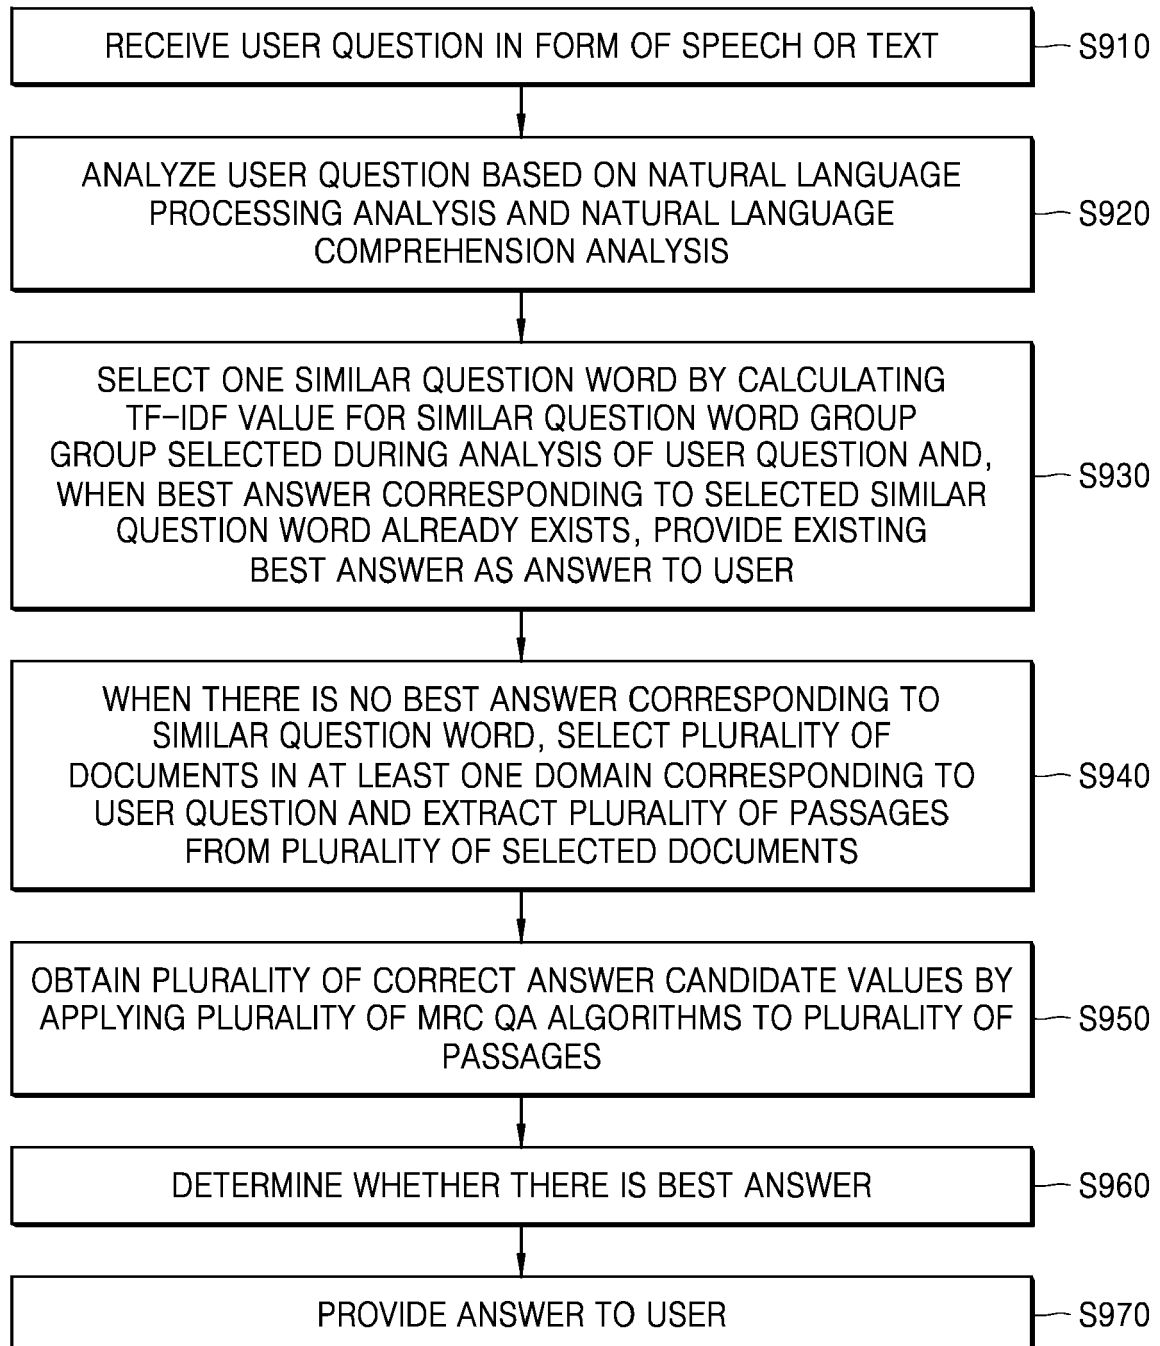 RECEIVE USER QUESTION IN FORM OF SPEECH OR TEXT
S910
ANALYZE USER QUESTION BASED ON NATURAL LANGUAGE
PROCESSING ANALYSIS AND NATURAL LANGUAGE
COMPREHENSION ANALYSIS
S920
SELECT ONE SIMILAR QUESTION WORD BY CALCULATING
TF-IDF VALUE FOR SIMILAR QUESTION WORD GROUP
GROUP SELECTED DURING ANALYSIS OF USER QUESTION AND,
WHEN BEST ANSWER CORRESPONDING TO SELECTED SIMILAR
QUESTION WORD ALREADY EXISTS, PROVIDE EXISTING
BEST ANSWER AS ANSWER TO USER
S930
WHEN THERE IS NO BEST ANSWER CORRESPONDING TO
SIMILAR QUESTION WORD, SELECT PLURALITY OF
DOCUMENTS IN AT LEAST ONE DOMAIN CORRESPONDING TO
USER QUESTION AND EXTRACT PLURALITY OF PASSAGES
FROM PLURALITY OF SELECTED DOCUMENTS
S940
OBTAIN PLURALITY OF CORRECT ANSWER CANDIDATE VALUES BY
APPLYING PLURALITY OF MRC QA ALGORITHMS TO PLURALITY OF
PASSAGES
S950
DETERMINE WHETHER THERE IS BEST ANSWER
S960
PROVIDE ANSWER TO USER
S970